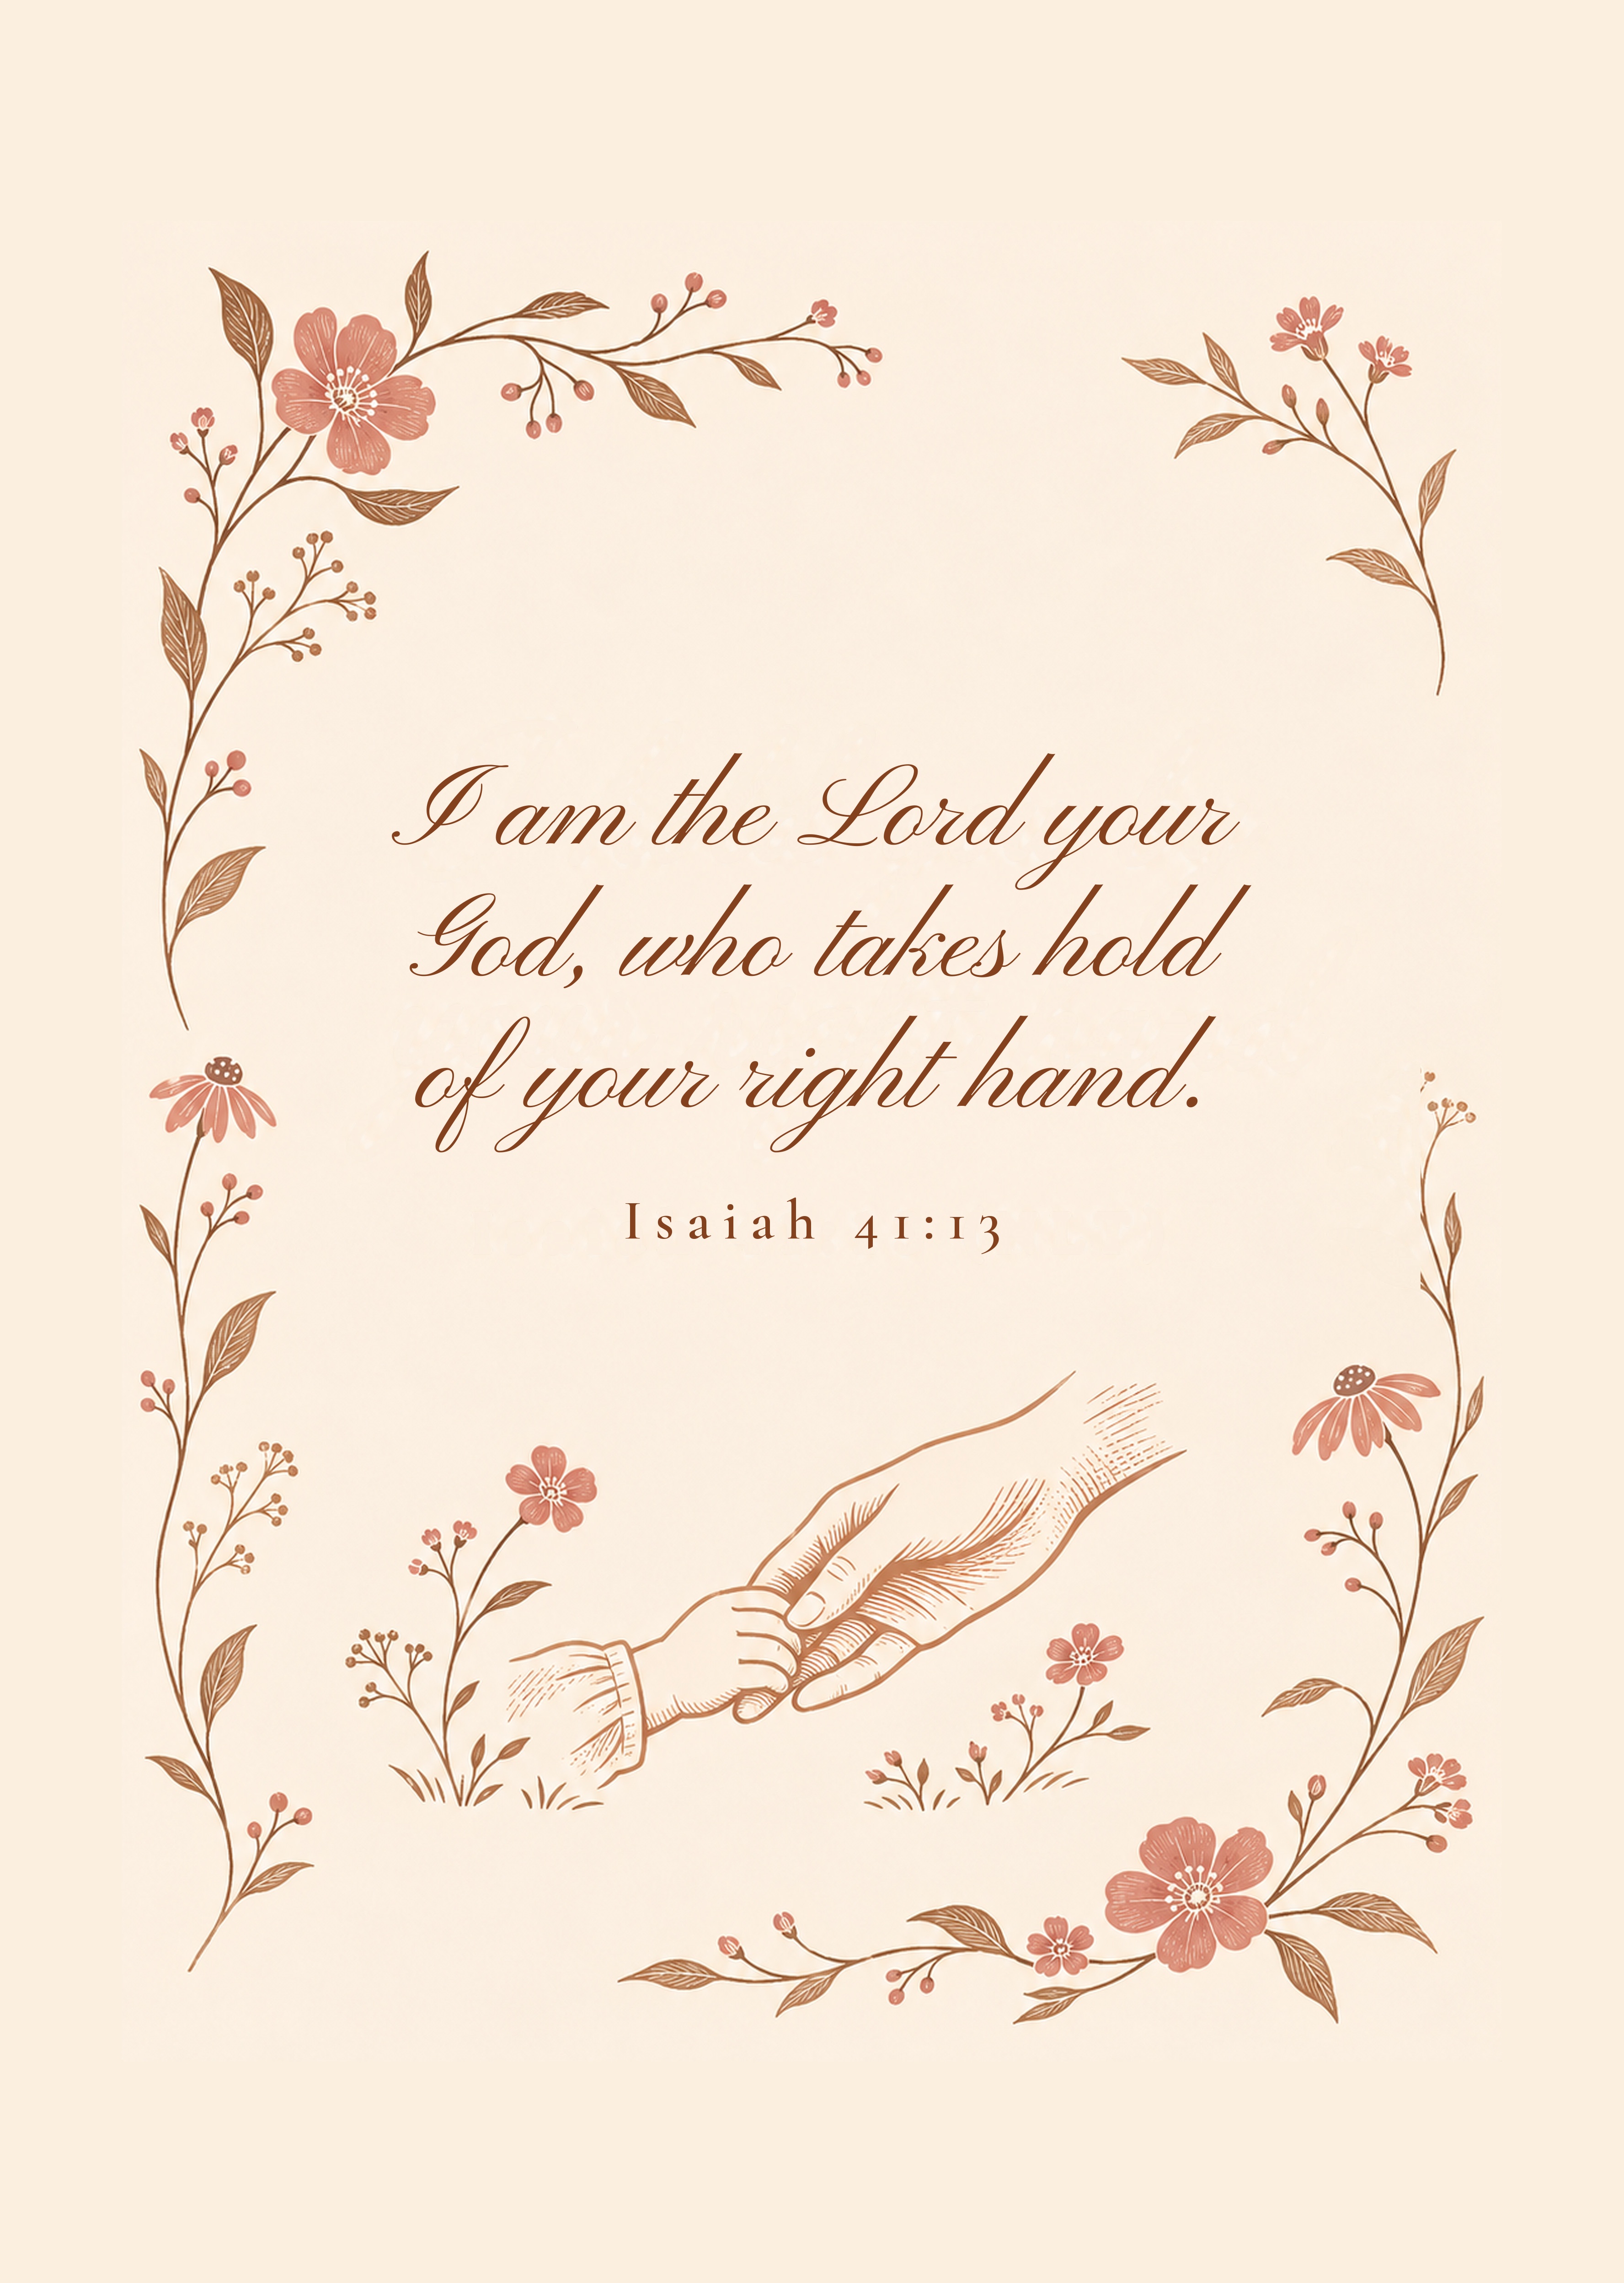 I am the Lord your
God, who takes hold
of your right hand.
Isaiah 41:13